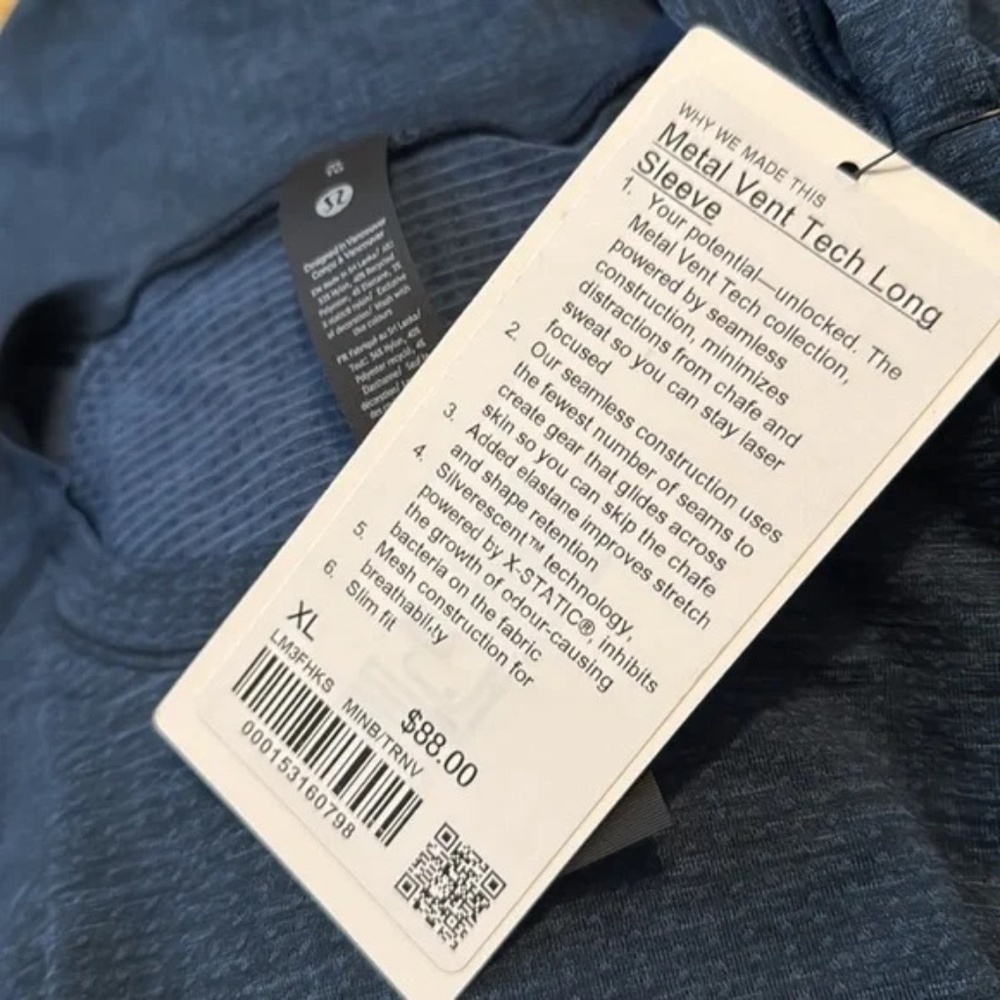 WHY WE MADE THIS
Metal Vent Tech Long
Sleeve
1. Your potential—unlocked. The
Metal Vent Tech collection,
powered by seamless
construction, minimizes
distractions from chafe and
sweat so you can stay laser
focused
2. Our seamless construction uses
the fewest number of seams to
create gear that glides across
skin so you can skip the chafe
3. Added elastane improves stretch
and shape retention
4. Silverescent™ technology,
powered by X-STATIC®, inhibits
the growth of odour-causing
bacteria on the fabric
5. Mesh construction for
breathability
6. Slim fit
XL
LM3FHKS MINB/TRNV
$88.00
000153160798
Designed in Vancouver
Conçu à Vancouver